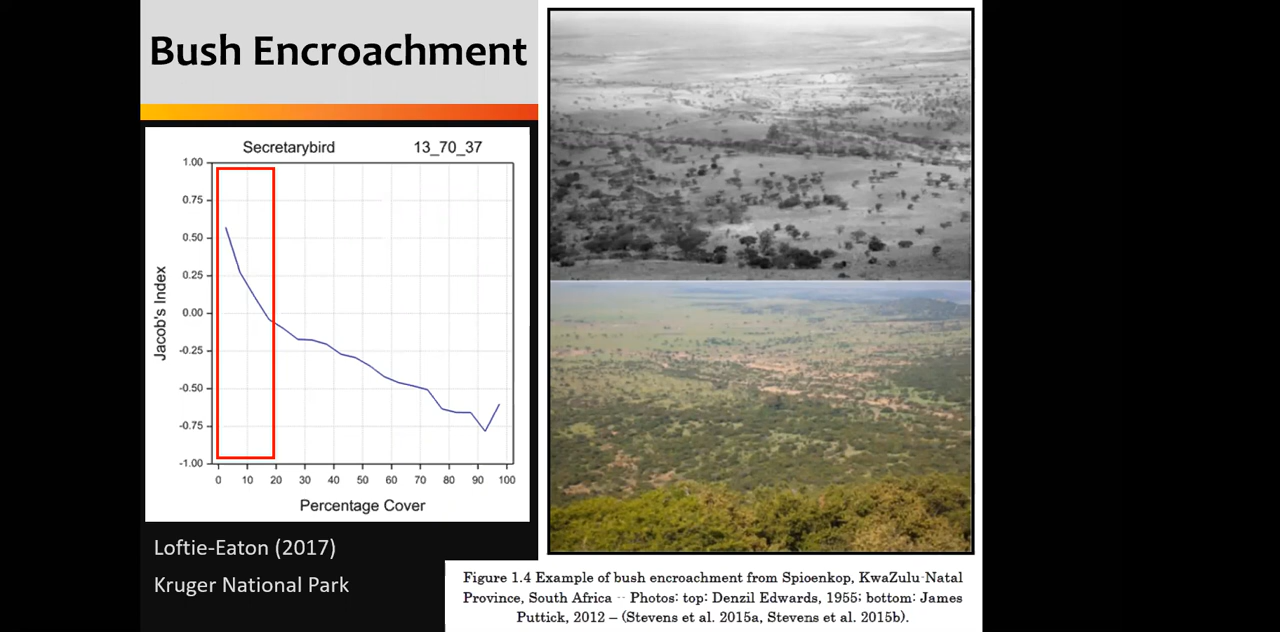 Bush Encroachment
Secretarybird 13_70_37
1.00
0.75
0.50
0.25
0.00
-0.25
-0.50
-0.75
-1.00
Jacob's Index
0 10 20 30 40 50 60 70 80 90 100
Percentage Cover
Loftie-Eaton (2017)
Kruger National Park
Figure 1.4 Example of bush encroachment from Spioenkop, KwaZulu-Natal
Province, South Africa -- Photos: top: Denzil Edwards, 1955; bottom: James
Puttick, 2012 – (Stevens et al. 2015a, Stevens et al. 2015b).